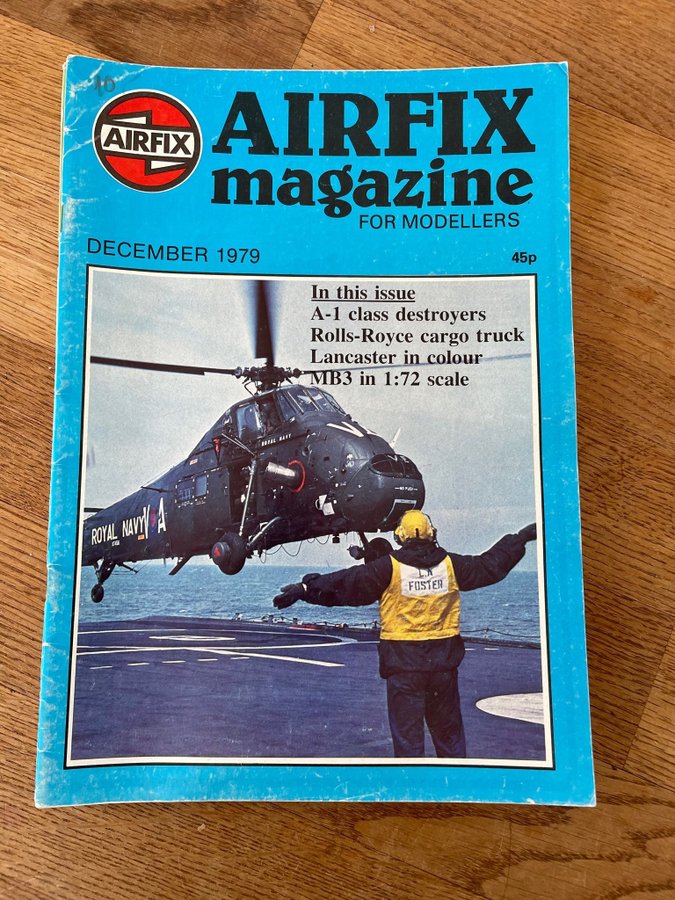 10
AIRFIX
AIRFIX
magazine
FOR MODELLERS
DECEMBER 1979
45p
In this issue
A-1 class destroyers
Rolls-Royce cargo truck
Lancaster in colour
MB3 in 1:72 scale
ROYAL NAVY
ROYAL NAVY
V A
FOSTER